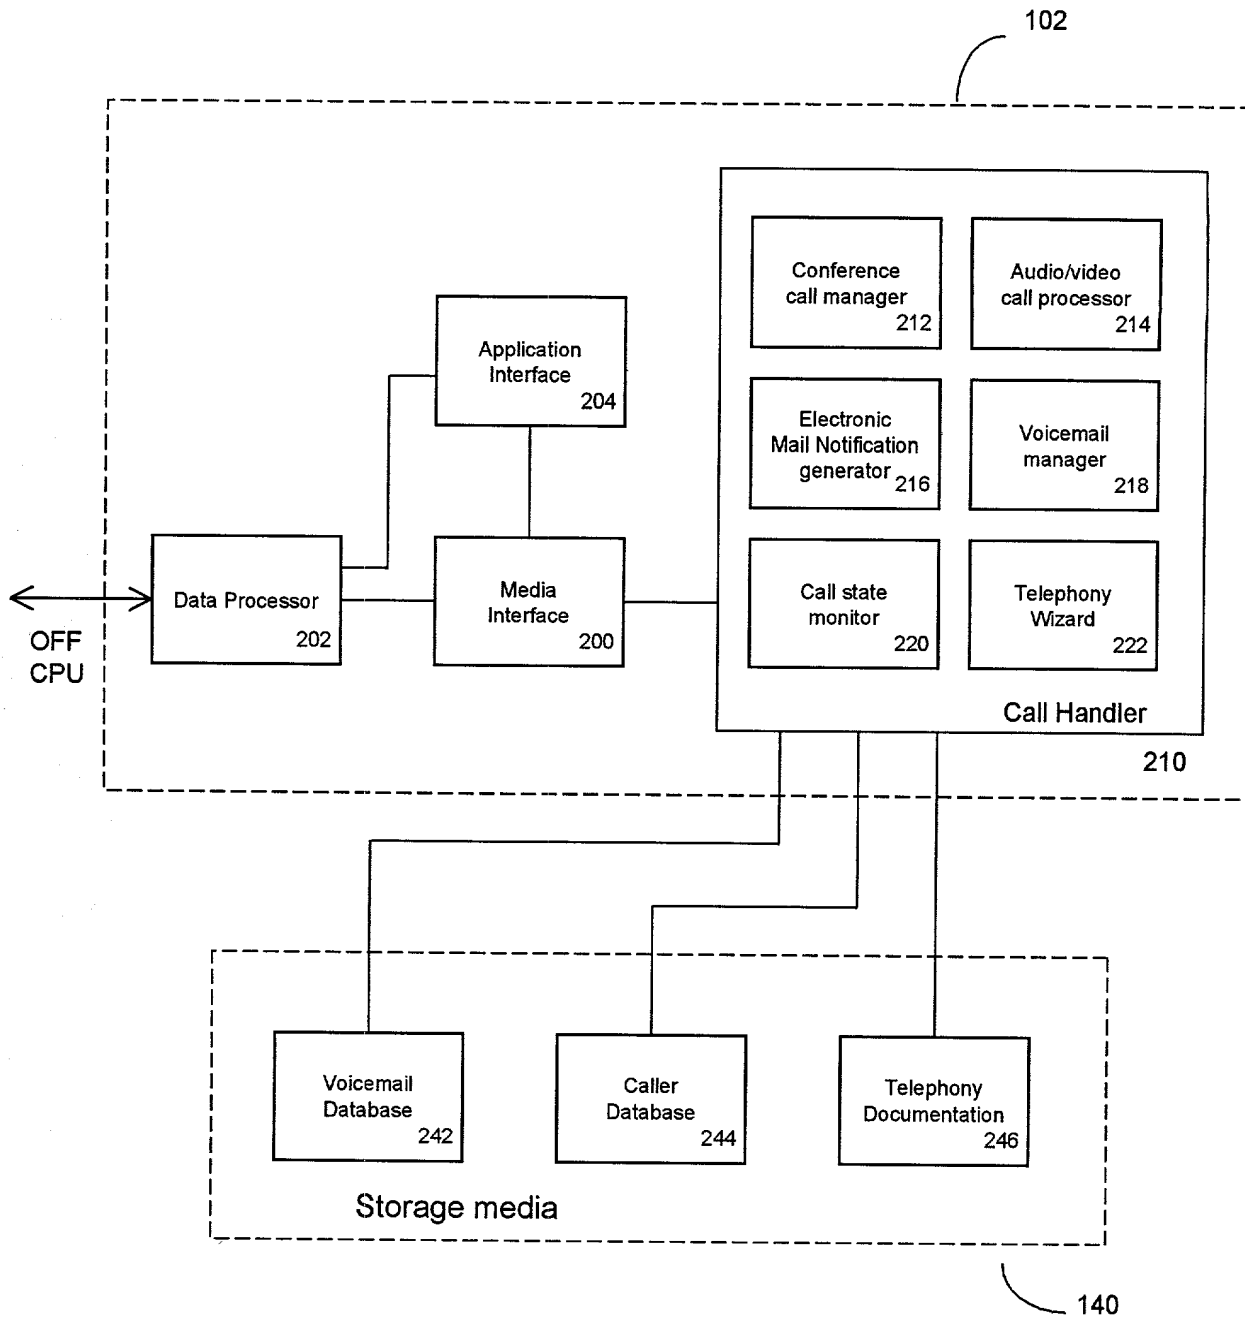 102
Conference
call manager
212
Audio/video
call processor
214
Application
Interface
204
Electronic
Mail Notification
generator
216
Voicemail
manager
218
Data Processor
202
Media
Interface
200
Call state
monitor
220
Telephony
Wizard
222
OFF
CPU
Call Handler
210
Voicemail
Database
242
Caller
Database
244
Telephony
Documentation
246
Storage media
140